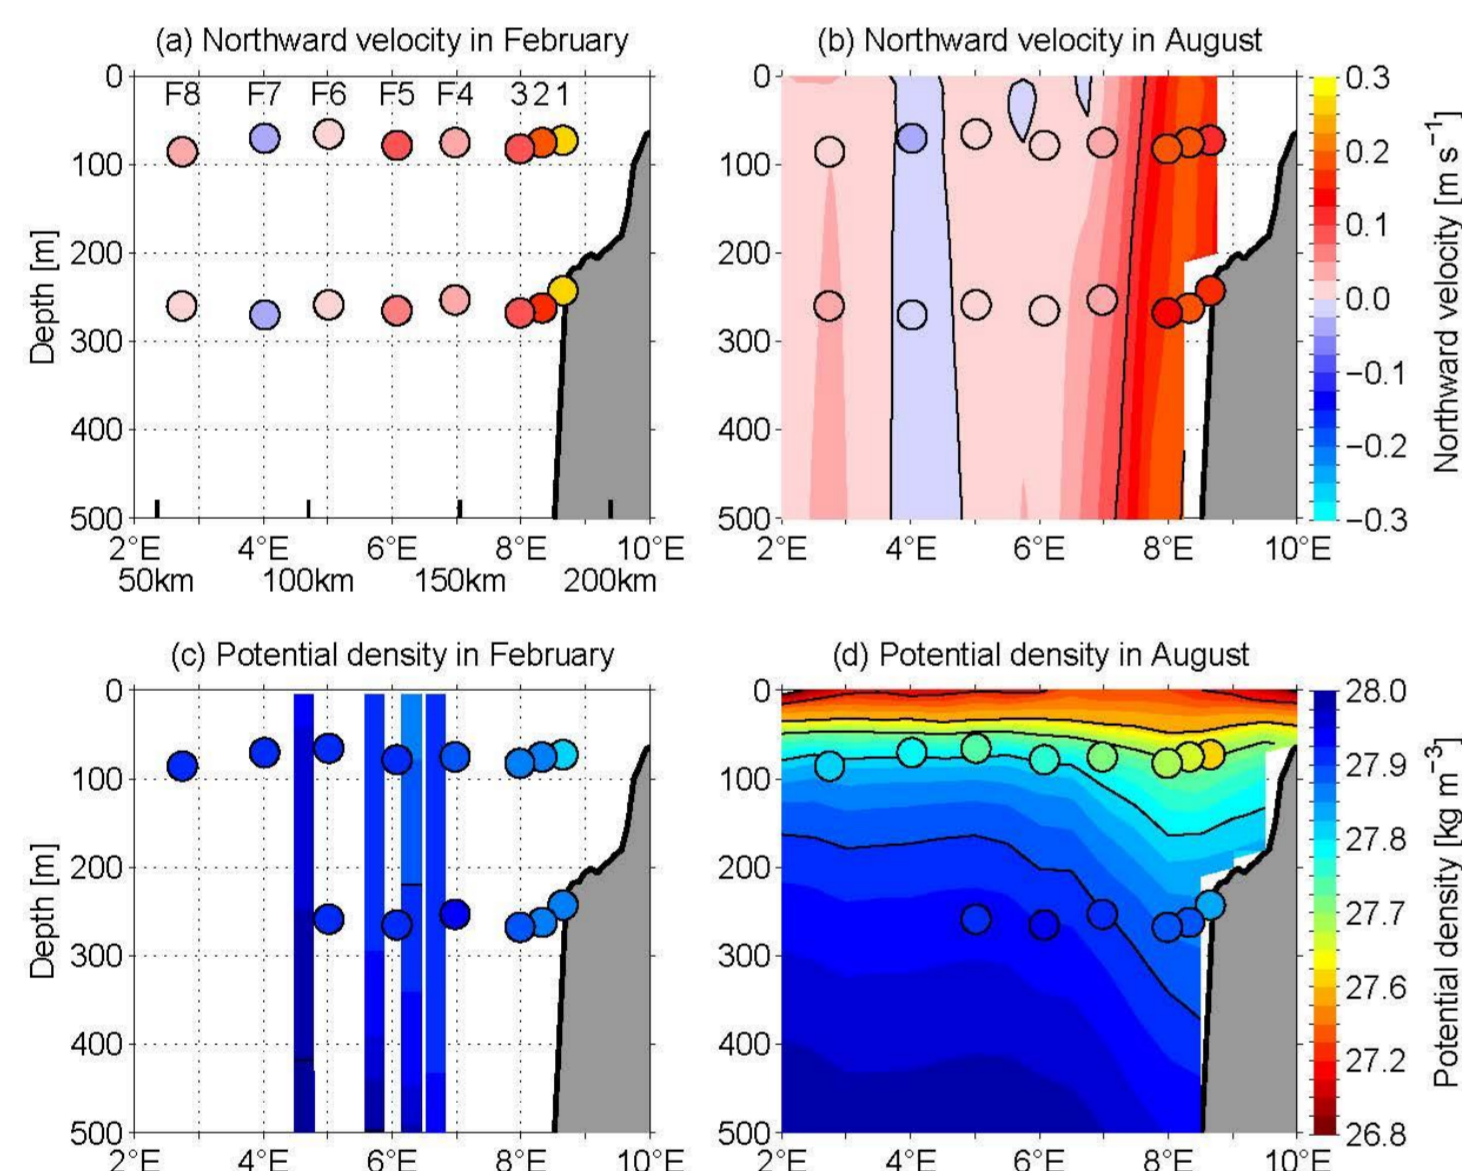 (a) Northward velocity in February
(b) Northward velocity in August
0 F8 F7 F6 F5 F4 3 2 1
100
200
300
400
500
Depth [m]
2°E 4°E 6°E 8°E 10°E
50km 100km 150km 200km
0
100
200
300
400
500
2°E 4°E 6°E 8°E 10°E
0.3
0.2
0.1
0.0
−0.1
−0.2
−0.3
Northward velocity [m s⁻¹]
(c) Potential density in February
(d) Potential density in August
0
100
200
300
400
500
Depth [m]
2°E 4°E 6°E 8°E 10°E
0
100
200
300
400
500
2°E 4°E 6°E 8°E 10°E
28.0
27.9
27.8
27.7
27.6
27.2
26.8
Potential density [kg m⁻³]